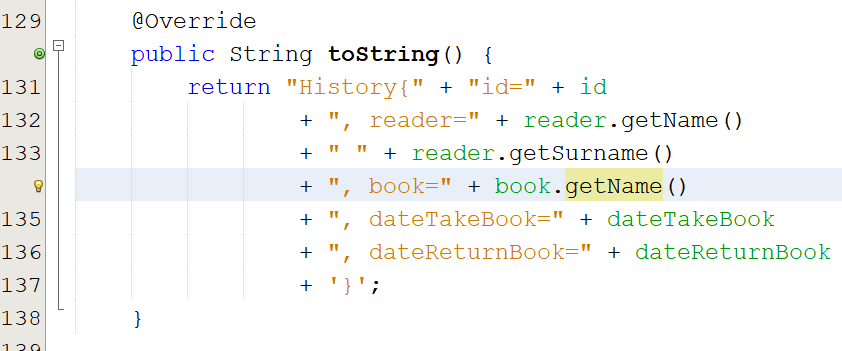 129 @Override
public String toString() {
131 return "History{" + "id=" + id
132 + ", reader=" + reader.getName()
133 + " " + reader.getSurname()
+ ", book=" + book.getName()
135 + ", dateTakeBook=" + dateTakeBook
136 + ", dateReturnBook=" + dateReturnBook
137 + '}';
138 }
139